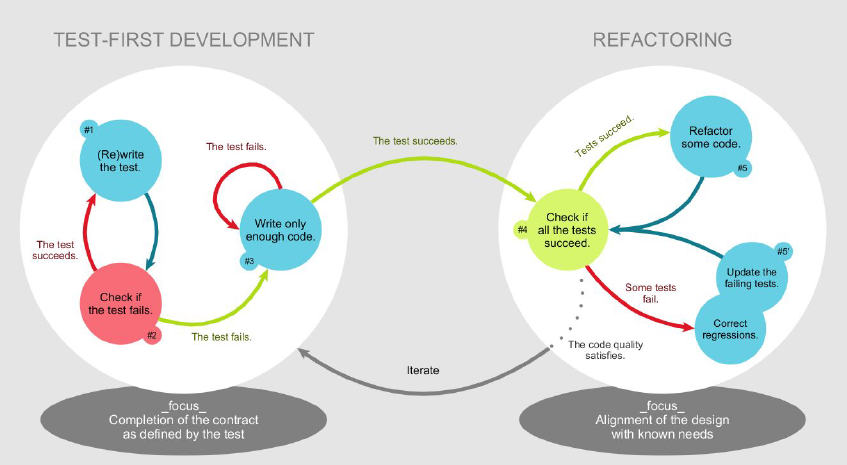 TEST-FIRST DEVELOPMENT
REFACTORING
#1
(Re)write
the test.
The test fails.
The test
succeeds.
Write only
enough code.
#3
Check if
the test fails.
#2
The test fails.
The test succeeds.
Tests succeed.
Refactor
some code.
#5
#4
Check if
all the tests
succeed.
#5'
Update the
failing tests.
Some tests
fail.
Correct
regressions.
The code quality
satisfies.
Iterate
_focus_
Completion of the contract
as defined by the test
_focus_
Alignment of the design
with known needs